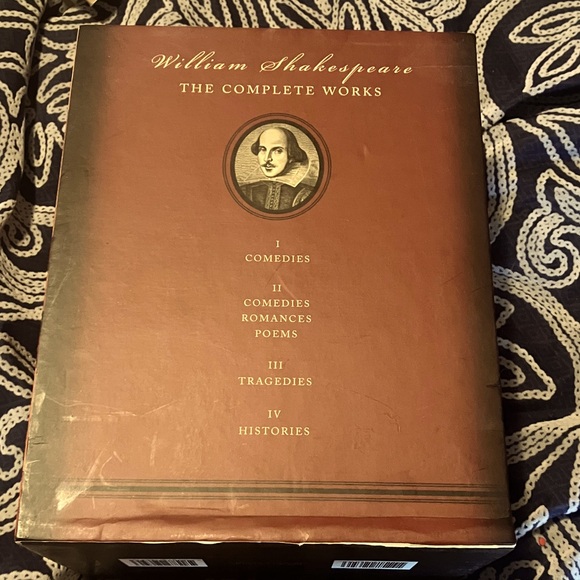 William Shakespeare
THE COMPLETE WORKS
I
COMEDIES
II
COMEDIES
ROMANCES
POEMS
III
TRAGEDIES
IV
HISTORIES